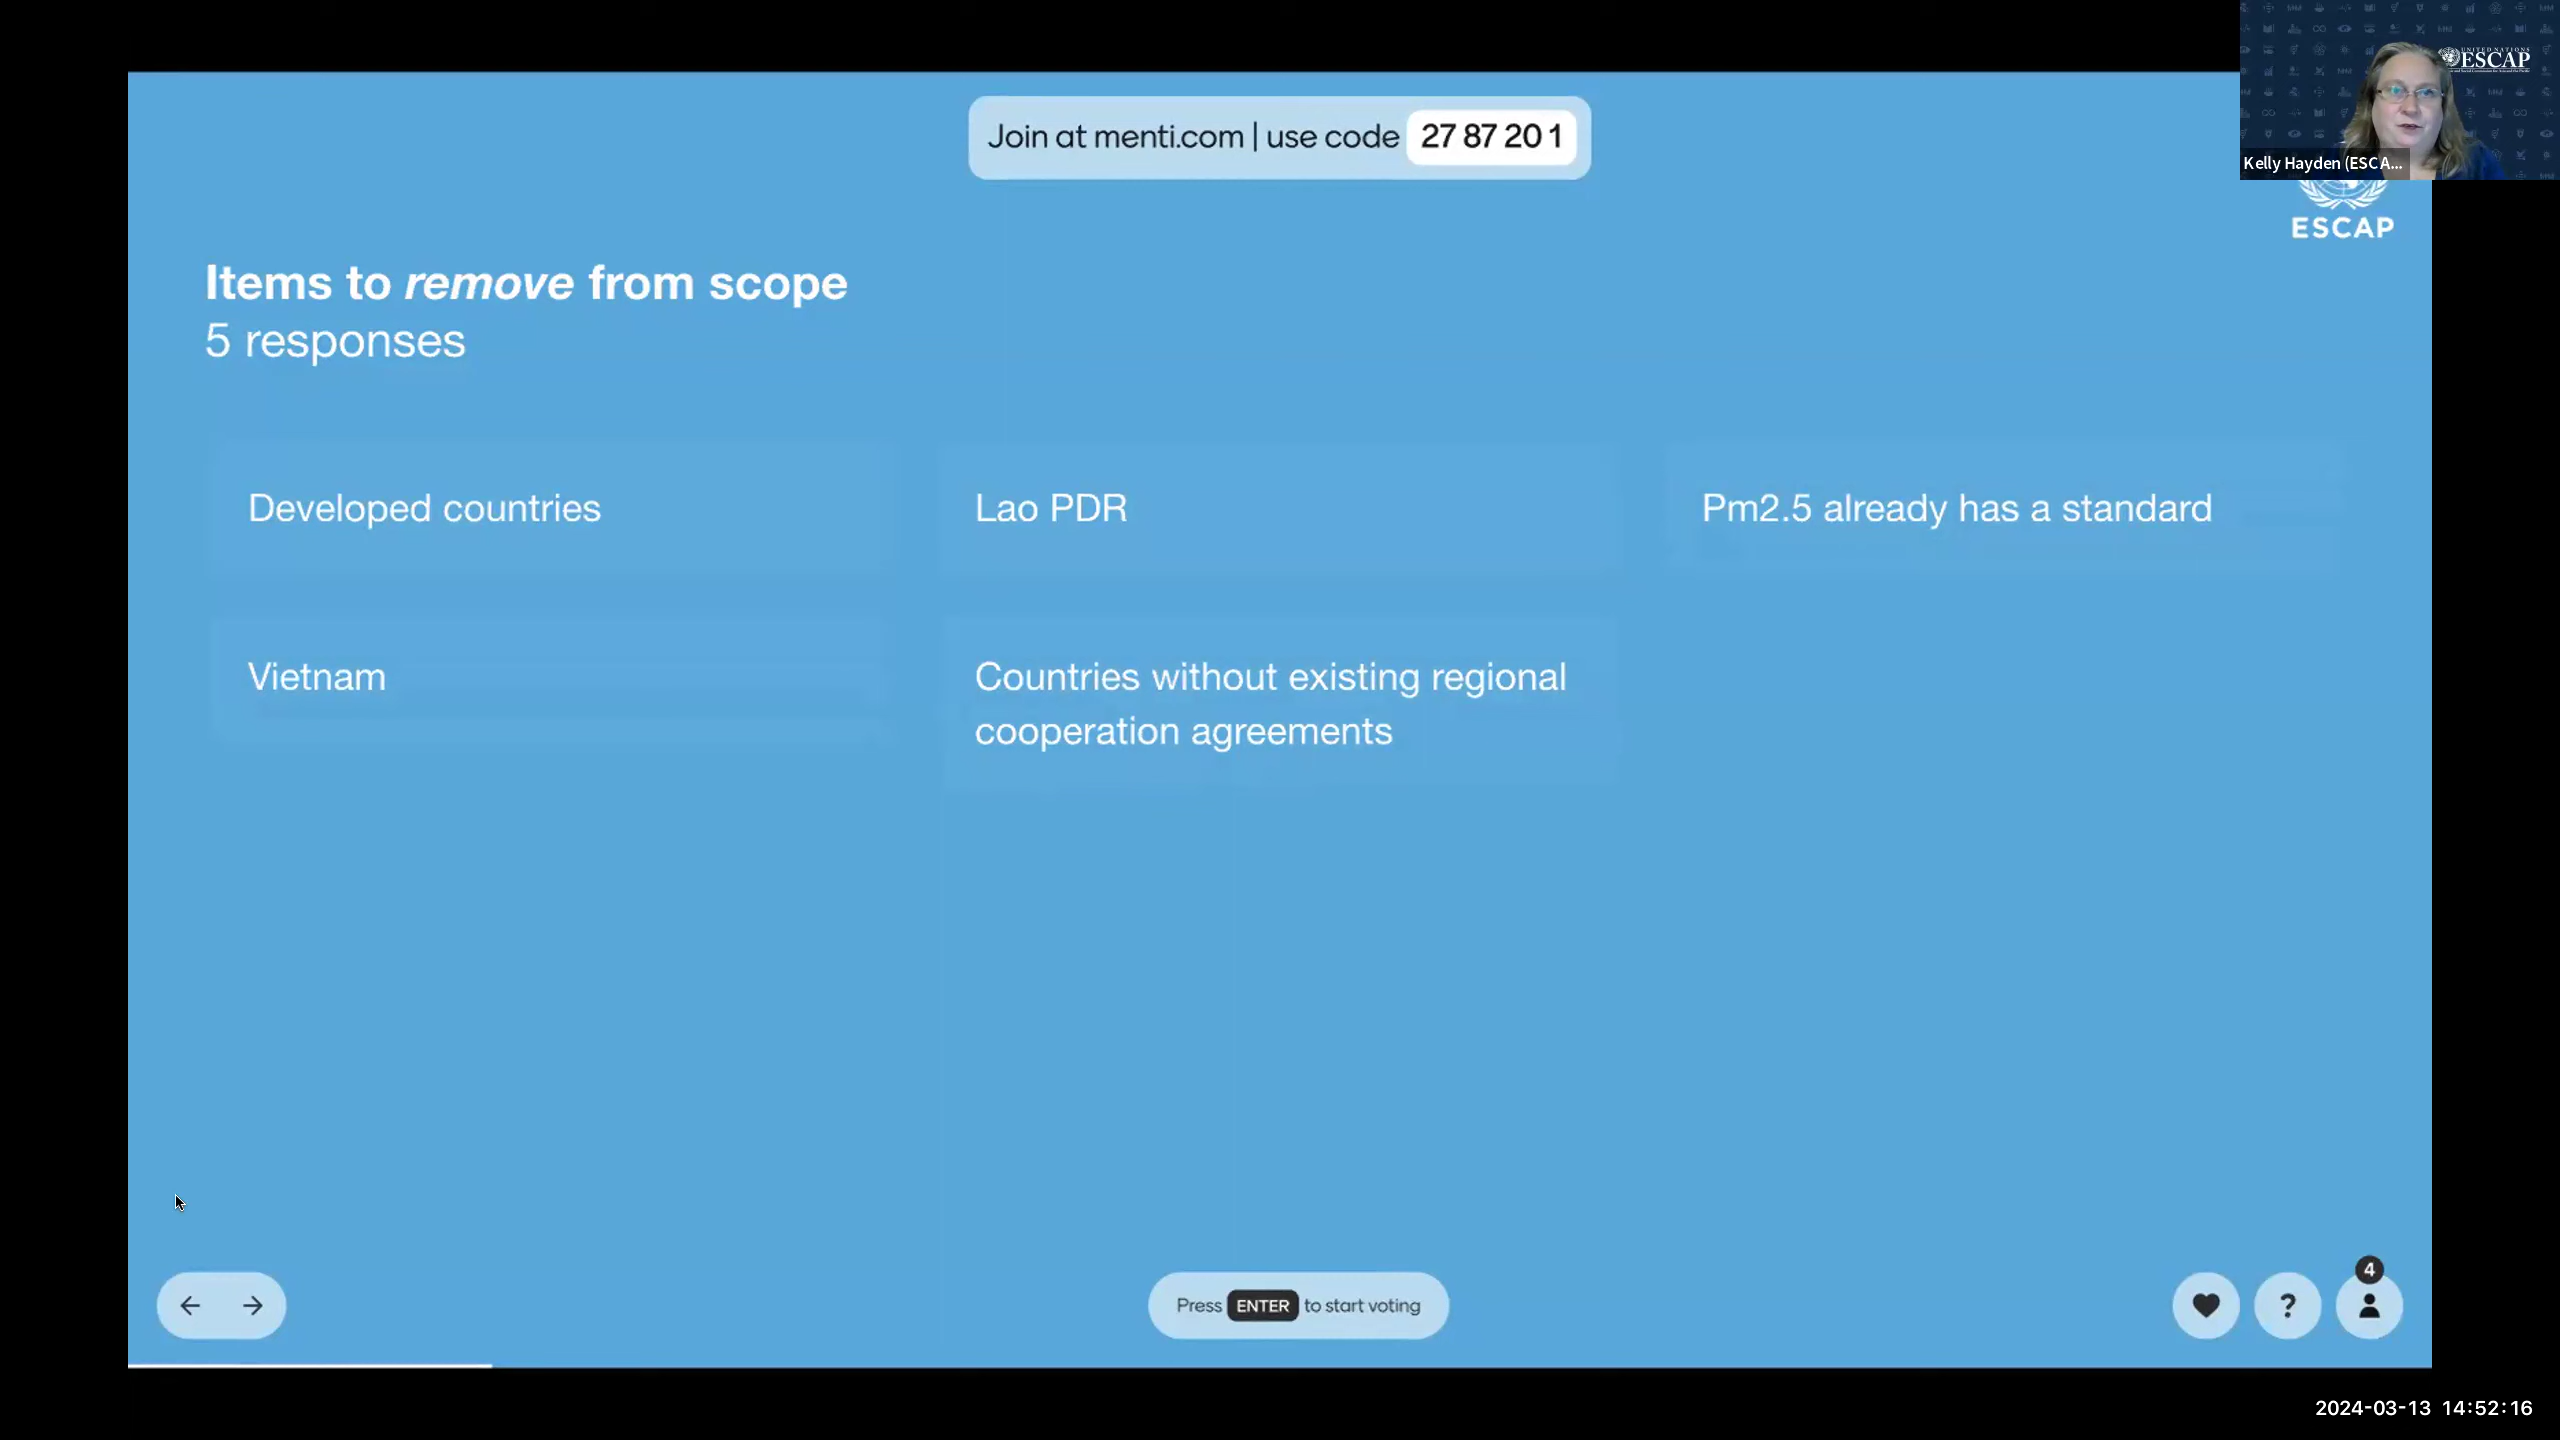 Join at menti.com | use code 27 87 20 1
UNITED NATIONS
ESCAP
Kelly Hayden (ESCA...
ESCAP
Items to remove from scope
5 responses
Developed countries
Lao PDR
Pm2.5 already has a standard
Vietnam
Countries without existing regional
cooperation agreements
Press ENTER to start voting
?
4
2024-03-13 14:52:16